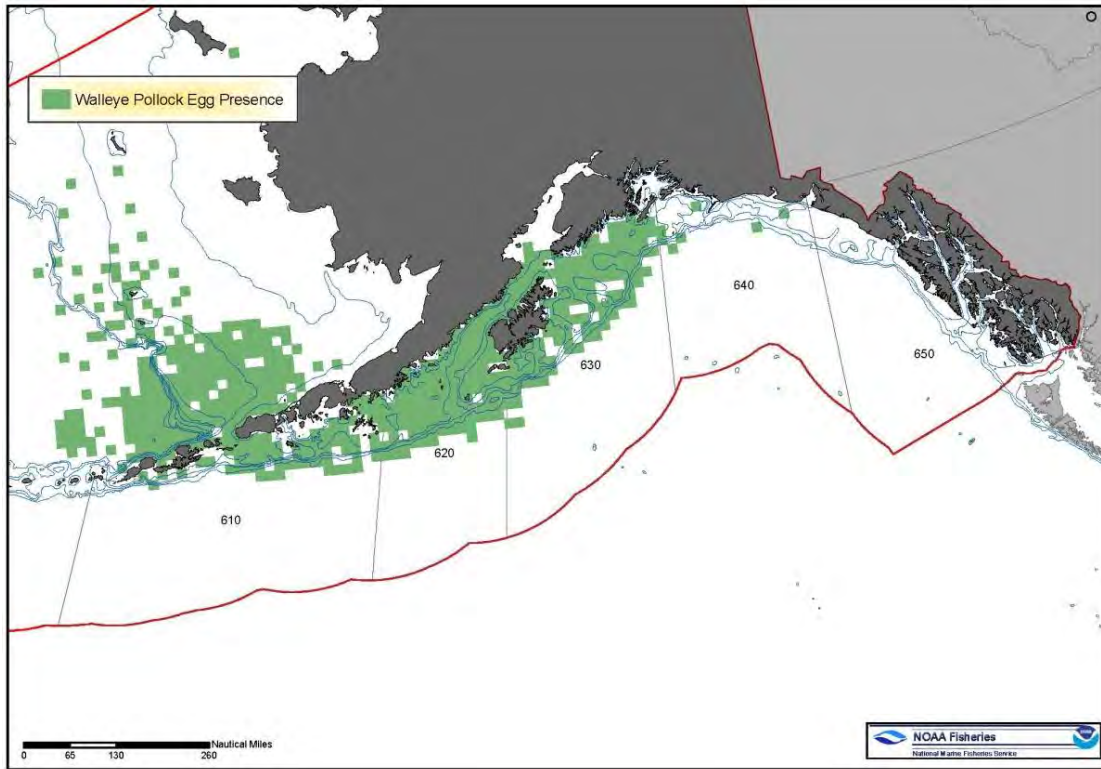 Walleye Pollock Egg Presence
640
650
630
620
610
Nautical Miles
0 65 130 260
NOAA Fisheries
National Marine Fisheries Service